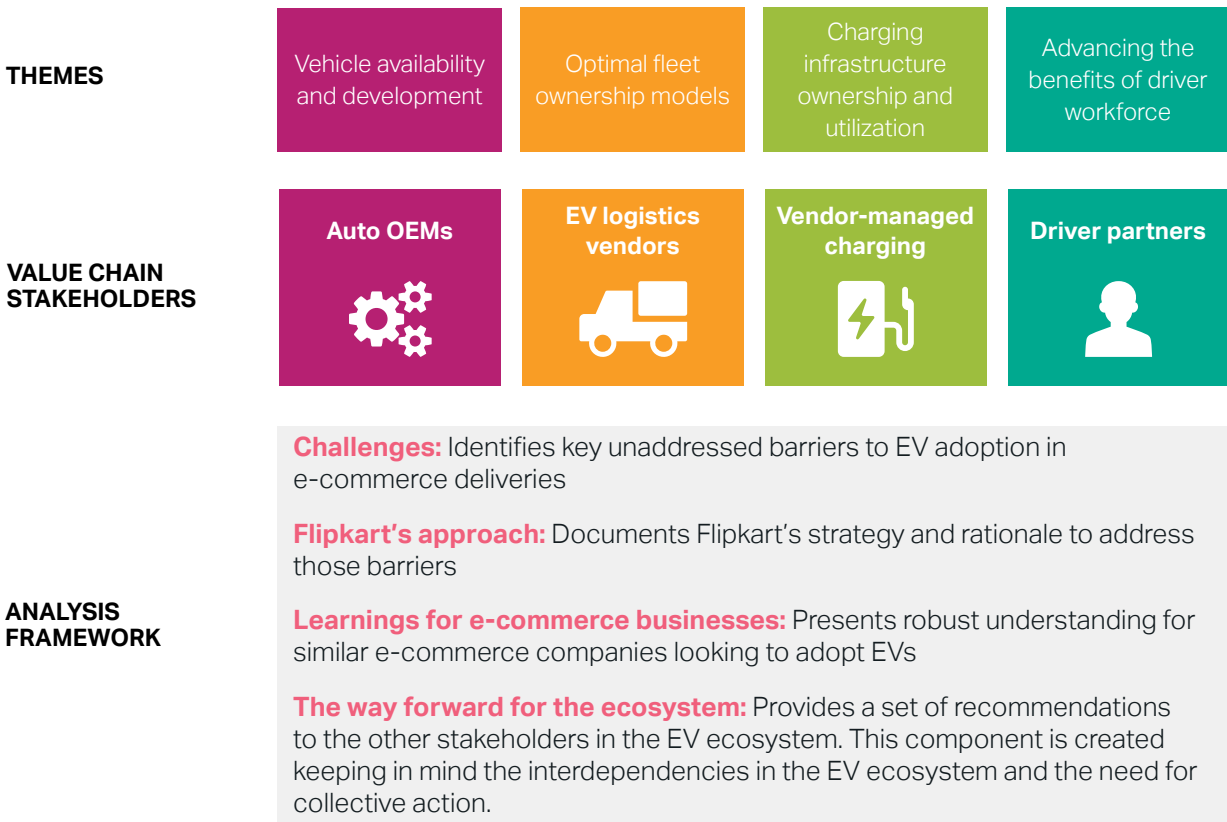 THEMES
Vehicle availability
and development
Optimal fleet
ownership models
Charging
infrastructure
ownership and
utilization
Advancing the
benefits of driver
workforce
VALUE CHAIN
STAKEHOLDERS
Auto OEMs
EV logistics
vendors
Vendor-managed
charging
Driver partners
ANALYSIS
FRAMEWORK
Challenges: Identifies key unaddressed barriers to EV adoption in
e-commerce deliveries
Flipkart’s approach: Documents Flipkart’s strategy and rationale to address
those barriers
Learnings for e-commerce businesses: Presents robust understanding for
similar e-commerce companies looking to adopt EVs
The way forward for the ecosystem: Provides a set of recommendations
to the other stakeholders in the EV ecosystem. This component is created
keeping in mind the interdependencies in the EV ecosystem and the need for
collective action.